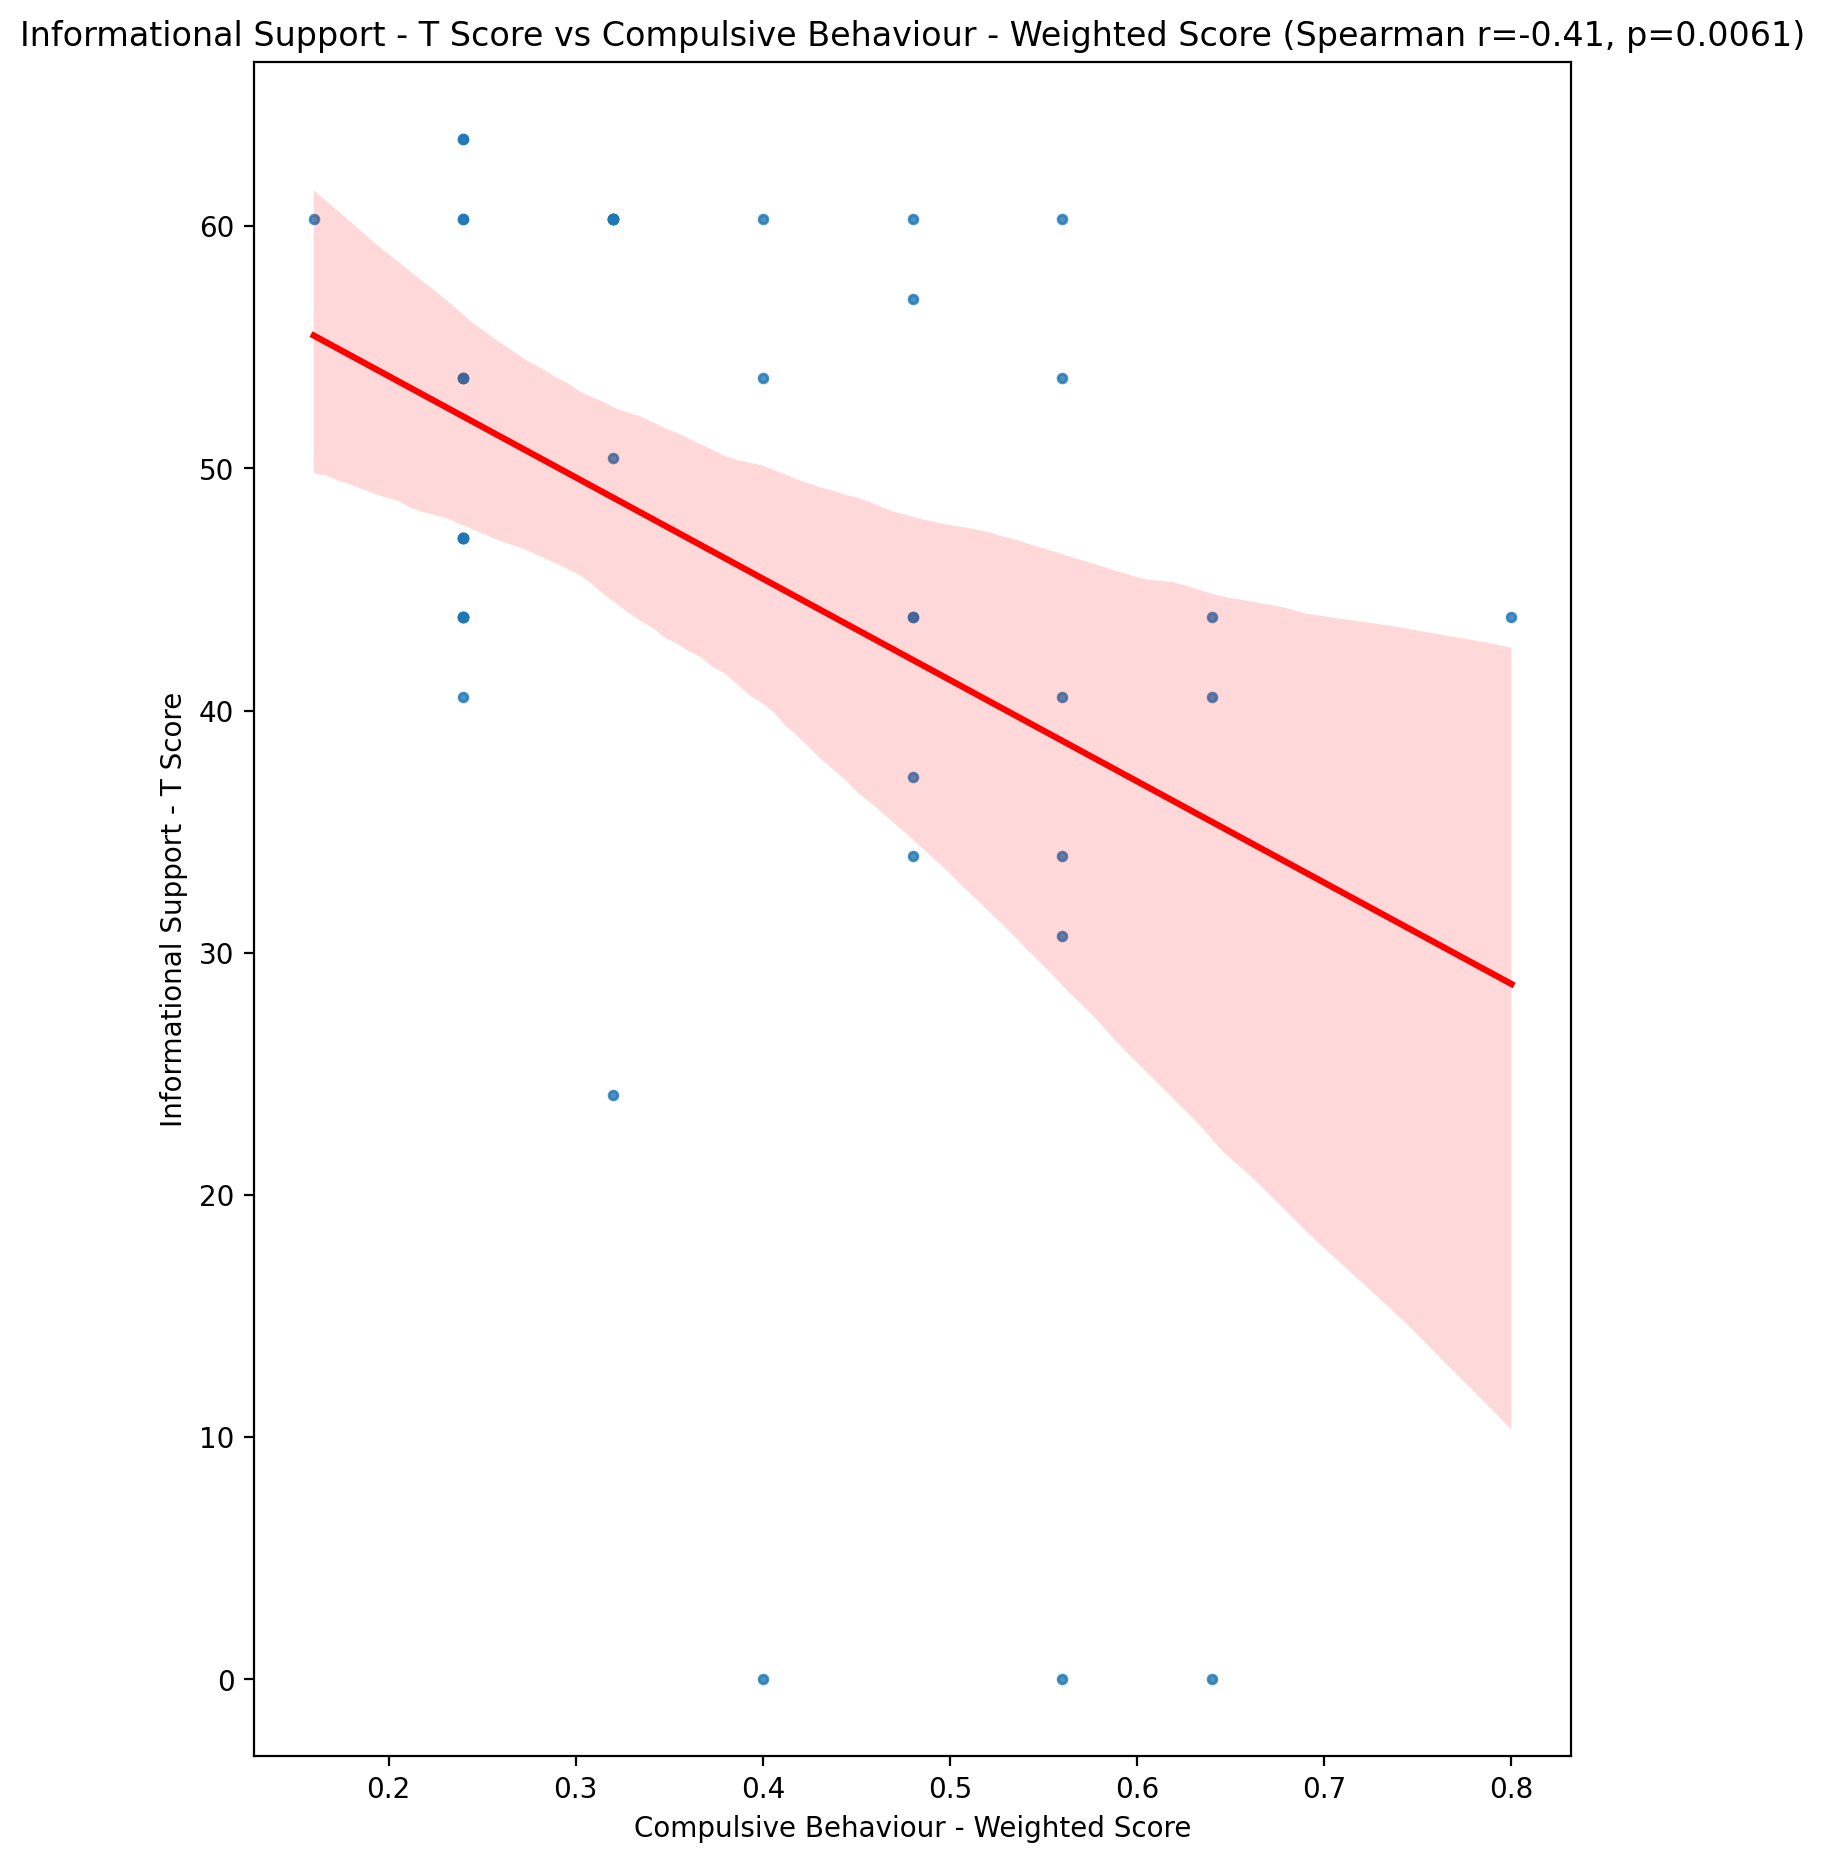 Informational Support - T Score vs Compulsive Behaviour - Weighted Score (Spearman r=-0.41, p=0.0061)
60
50
40
30
20
10
0
Informational Support - T Score
0.2 0.3 0.4 0.5 0.6 0.7 0.8
Compulsive Behaviour - Weighted Score